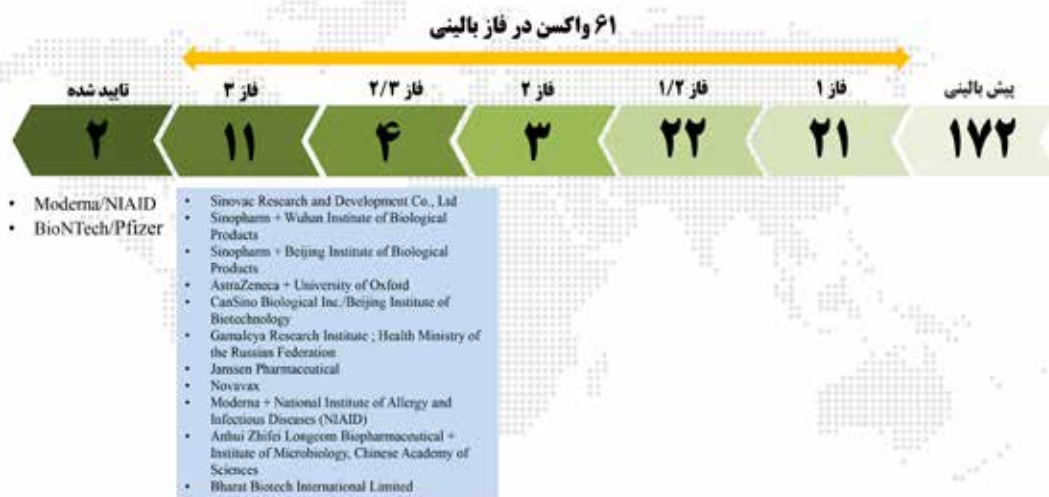 ۶۱ واکسن در فاز بالینی
پیش بالینی
فاز ۱
فاز ۱/۲
فاز ۲
فاز ۲/۳
فاز ۳
تایید شده
۱۷۲
۲۱
۲۲
۳
۴
۱۱
۲
• Moderna/NIAID
• BioNTech/Pfizer
• Sinovac Research and Development Co., Ltd
• Sinopharm + Wuhan Institute of Biological
Products
• Sinopharm + Beijing Institute of Biological
Products
• AstraZeneca + University of Oxford
• CanSino Biological Inc./Beijing Institute of
Biotechnology
• Gamaleya Research Institute ; Health Ministry of
the Russian Federation
• Janssen Pharmaceutical
• Novavax
• Moderna + National Institute of Allergy and
Infectious Diseases (NIAID)
• Anhui Zhifei Longcom Biopharmaceutical +
Institute of Microbiology, Chinese Academy of
Sciences
• Bharat Biotech International Limited